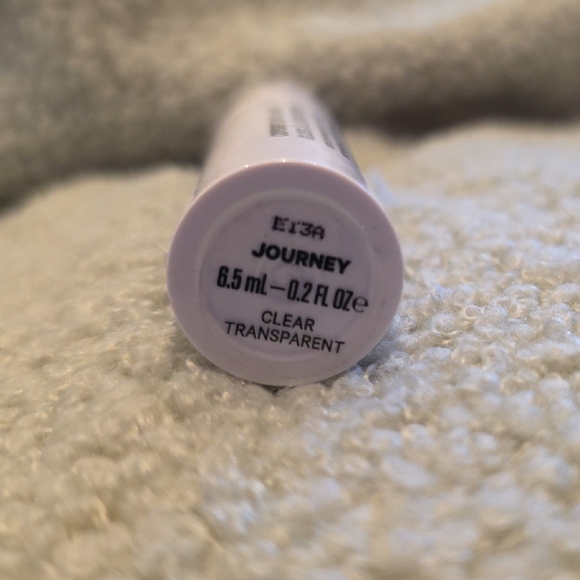 E13A
JOURNEY
6.5 mL–0.2 FL OZ℮
CLEAR
TRANSPARENT